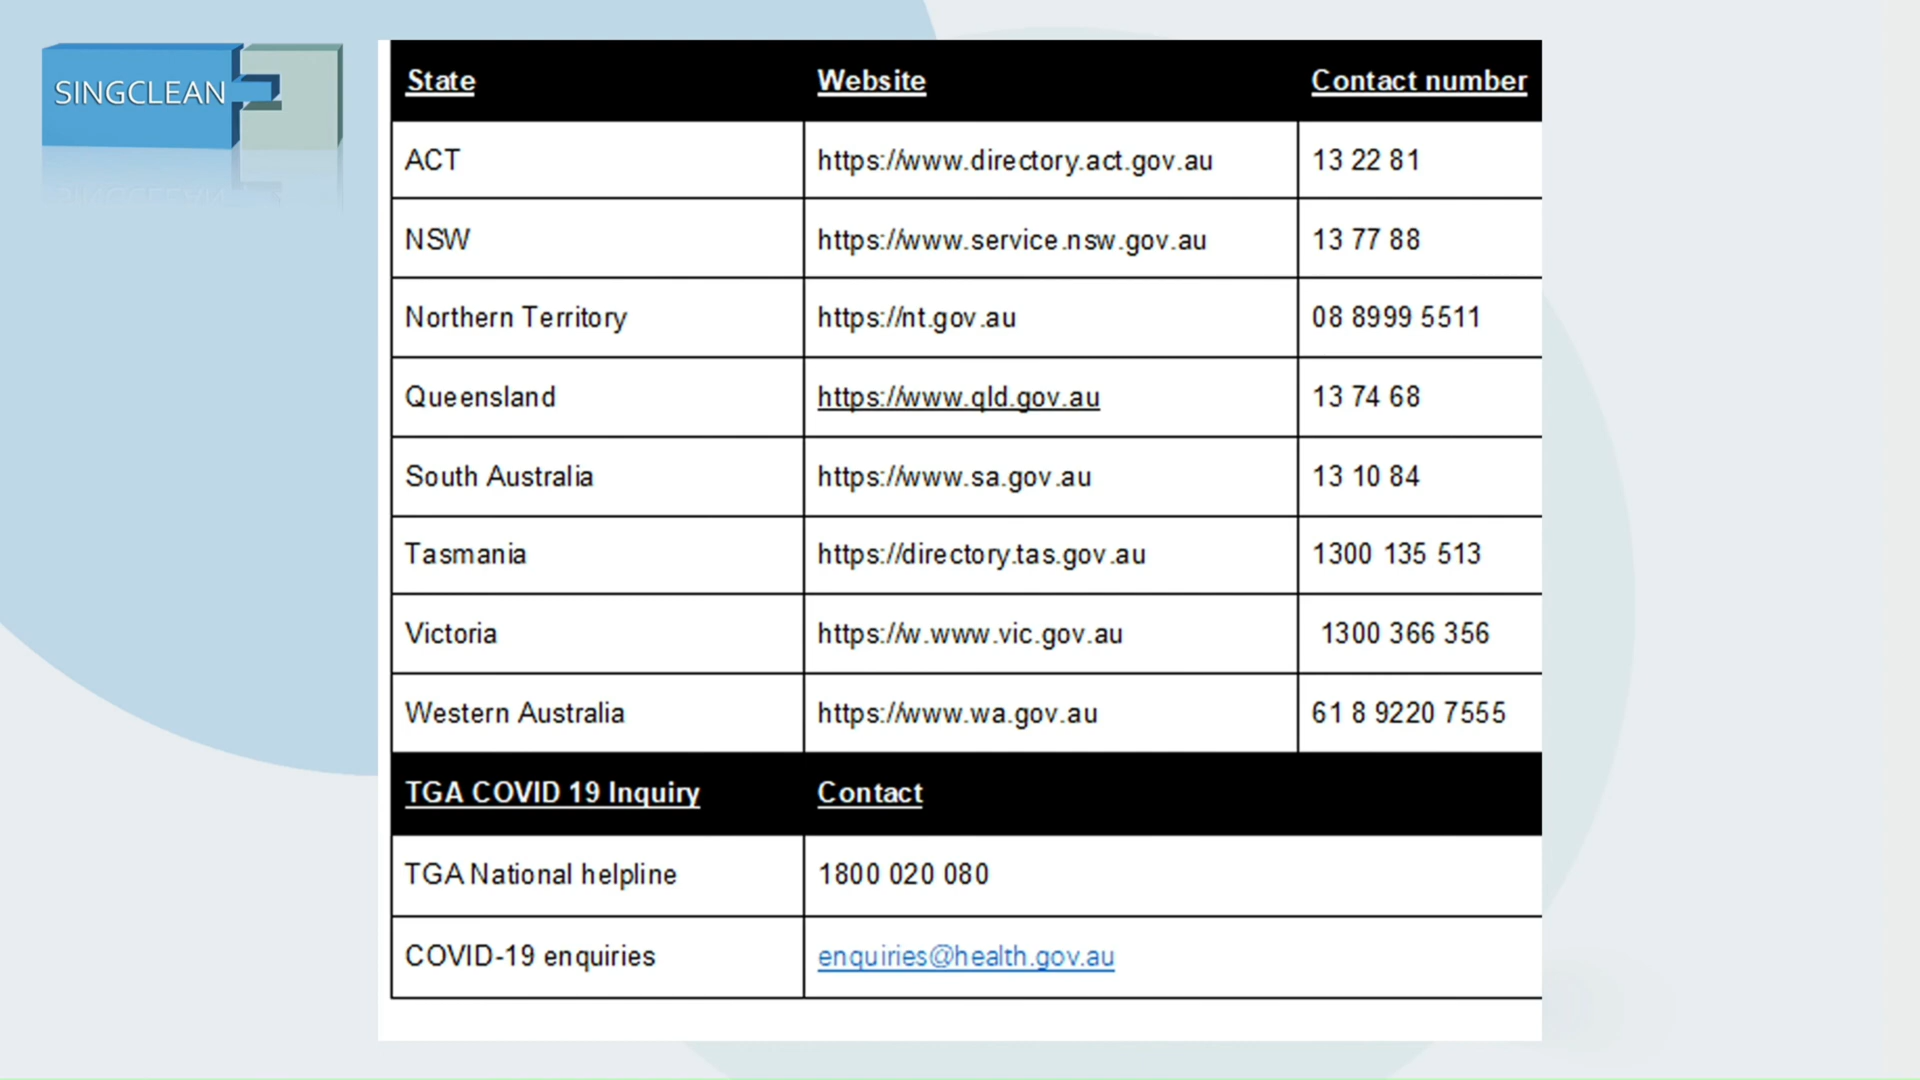 SINGCLEAN
State Website Contact number
ACT https://www.directory.act.gov.au 13 22 81
NSW https://www.service.nsw.gov.au 13 77 88
Northern Territory https://nt.gov.au 08 8999 5511
Queensland https://www.qld.gov.au 13 74 68
South Australia https://www.sa.gov.au 13 10 84
Tasmania https://directory.tas.gov.au 1300 135 513
Victoria https://w.www.vic.gov.au 1300 366 356
Western Australia https://www.wa.gov.au 61 8 9220 7555
TGA COVID 19 Inquiry Contact
TGA National helpline 1800 020 080
COVID-19 enquiries enquiries@health.gov.au